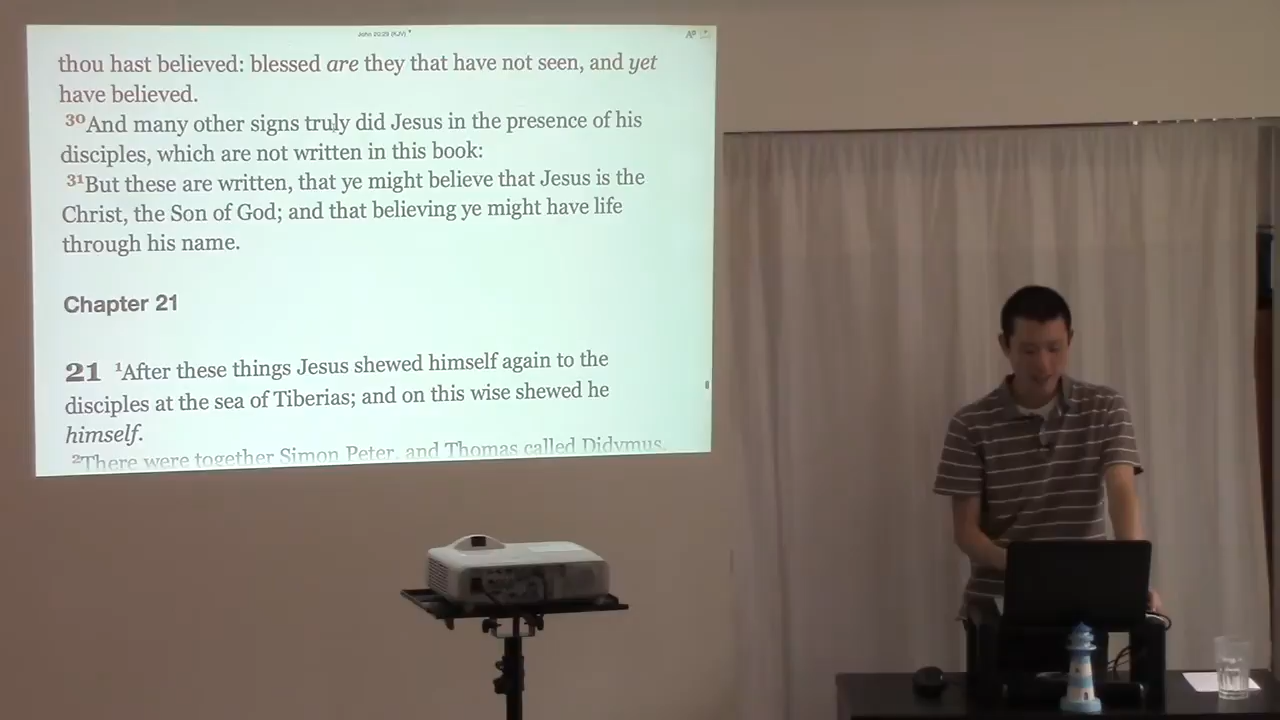 John 20:29 (KJV)
thou hast believed: blessed are they that have not seen, and yet
have believed.
30And many other signs truly did Jesus in the presence of his
disciples, which are not written in this book:
31But these are written, that ye might believe that Jesus is the
Christ, the Son of God; and that believing ye might have life
through his name.
Chapter 21
21 1After these things Jesus shewed himself again to the
disciples at the sea of Tiberias; and on this wise shewed he
himself.
2There were together Simon Peter, and Thomas called Didymus,